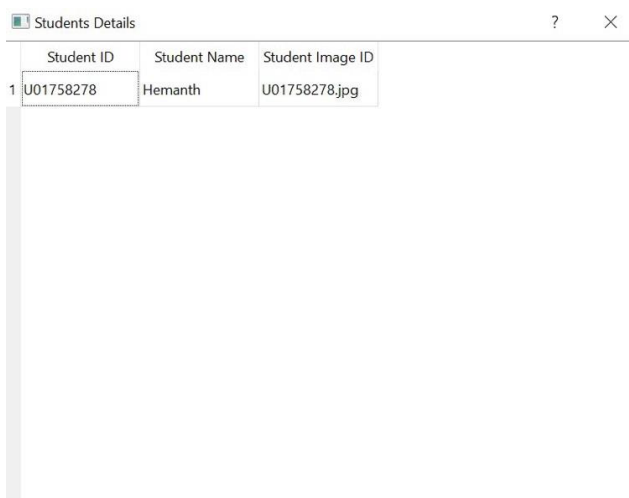 Students Details ?
Student ID Student Name Student Image ID
1 U01758278 Hemanth U01758278.jpg